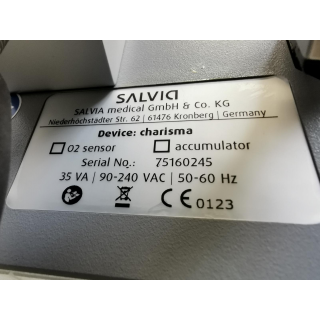 SALVIA
SALVIA medical GmbH & Co. KG
Niederhöchstädter Str. 62 | 61476 Kronberg | Germany
Device: charisma
O2 sensor accumulator
Serial No.: 75160245
35 VA | 90-240 VAC | 50-60 Hz
CE 0123